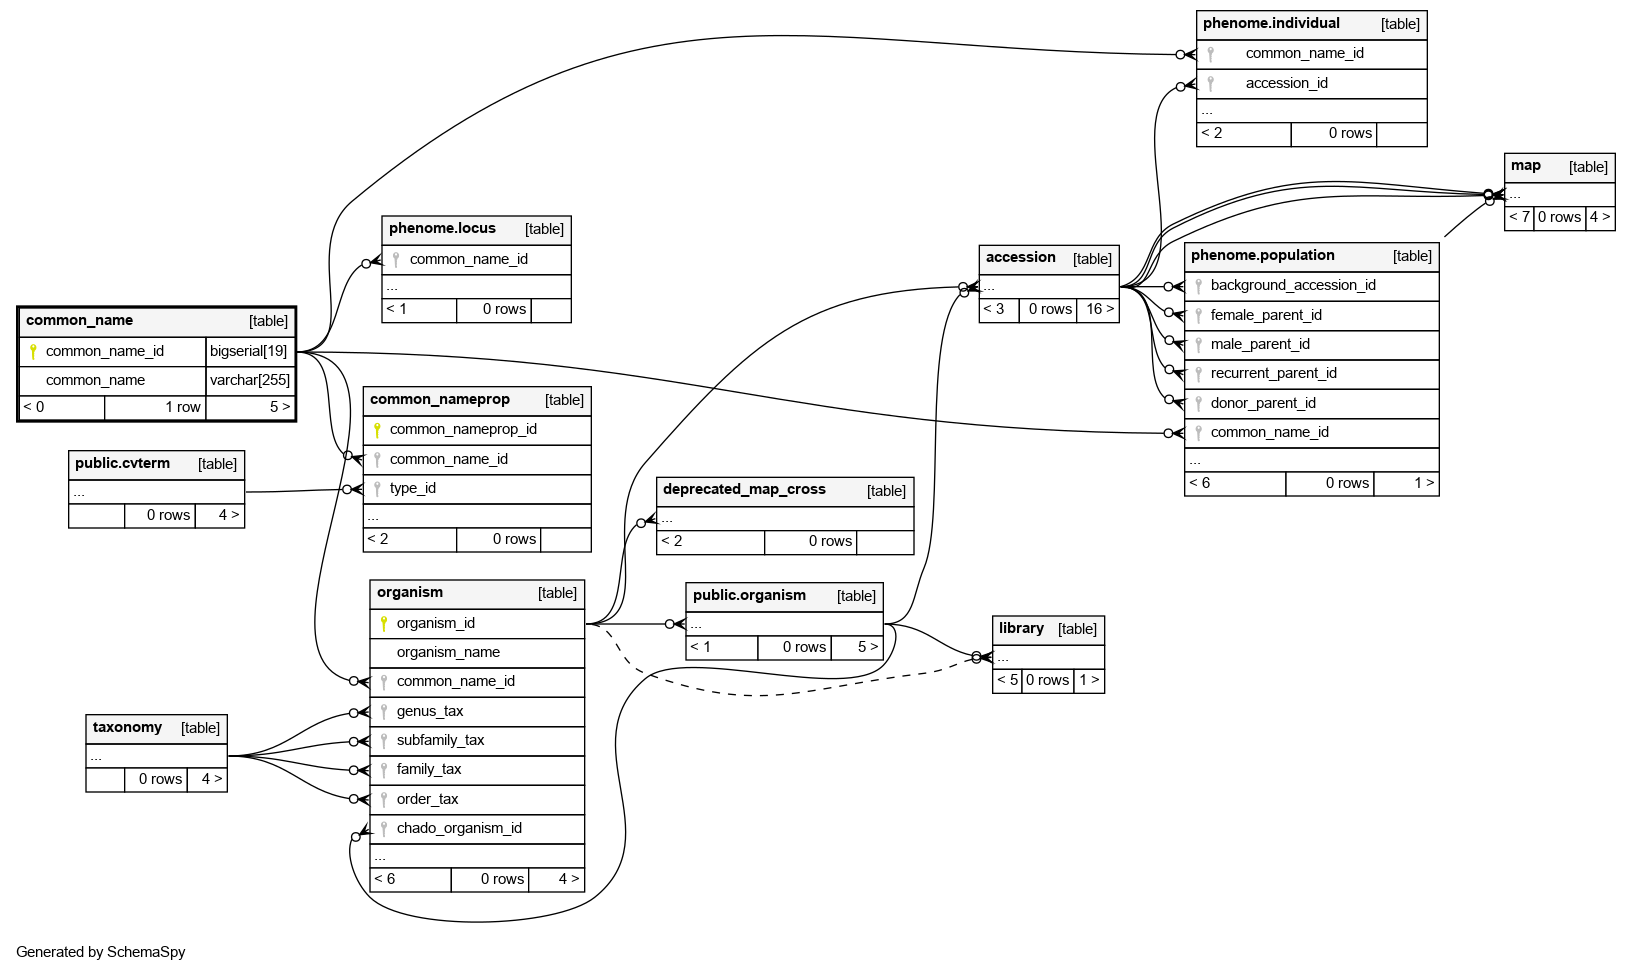 phenome.individual [table]
common_name_id
accession_id
...
< 2 0 rows
map [table]
...
< 7 0 rows 4 >
phenome.locus [table]
common_name_id
...
< 1 0 rows
accession [table]
...
< 3 0 rows 16 >
phenome.population [table]
background_accession_id
female_parent_id
male_parent_id
recurrent_parent_id
donor_parent_id
common_name_id
...
< 6 0 rows 1 >
common_name [table]
common_name_id bigserial[19]
common_name varchar[255]
< 0 1 row 5 >
common_nameprop [table]
common_nameprop_id
common_name_id
type_id
...
< 2 0 rows
public.cvterm [table]
...
0 rows 4 >
deprecated_map_cross [table]
...
< 2 0 rows
organism [table]
organism_id
organism_name
common_name_id
genus_tax
subfamily_tax
family_tax
order_tax
chado_organism_id
...
< 6 0 rows 4 >
public.organism [table]
...
< 1 0 rows 5 >
library [table]
...
< 5 0 rows 1 >
taxonomy [table]
...
0 rows 4 >
Generated by SchemaSpy